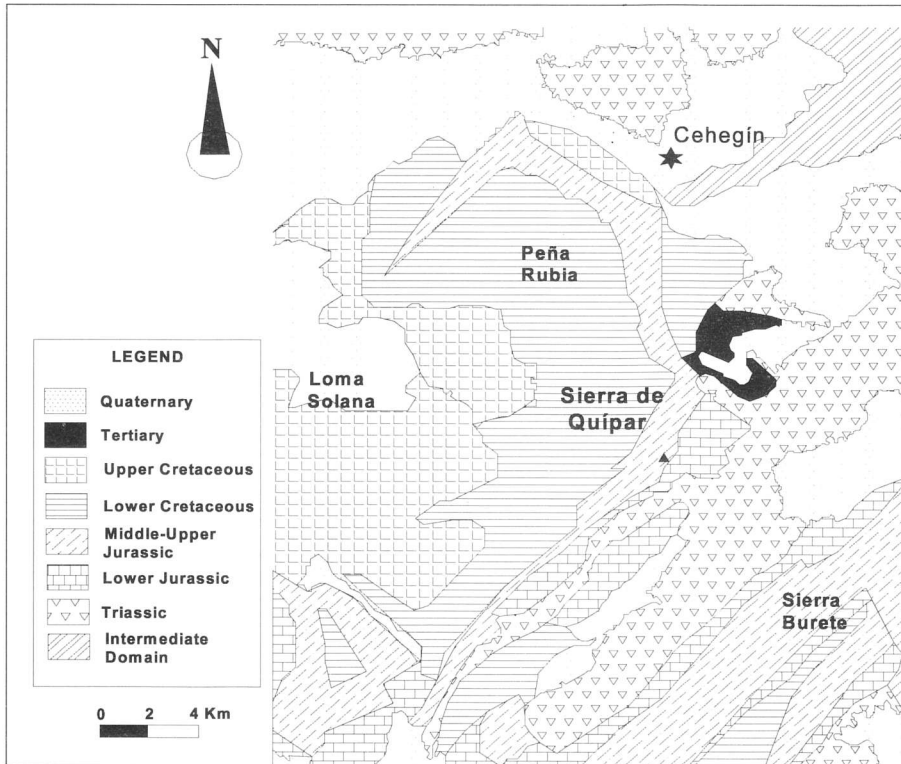 N
Cehegín
Peña
Rubia
Loma
Solana
Sierra de
Quípar
Sierra
Burete
LEGEND
Quaternary
Tertiary
Upper Cretaceous
Lower Cretaceous
Middle-Upper
Jurassic
Lower Jurassic
Triassic
Intermediate
Domain
0 2 4 Km